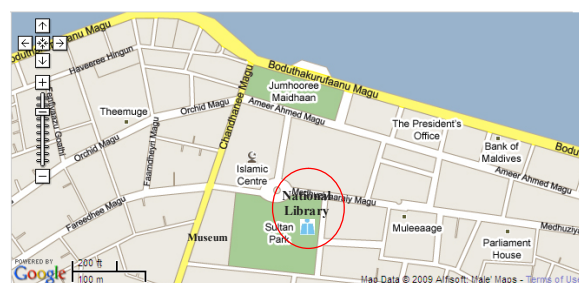 Boduthakurufaanu Magu
Boduthakurufaanu Magu
Haveeree Hingun
Jumhooree
Maidhaan
Theemuge
Orchid Magu
Chandhanee Magu
Ameer Ahmed Magu
The President's
Office
Orchid Magu
Faamdheyri Magu
Bank of
Maldives
Ameer Ahmed Magu
Islamic
Centre
National
Library
Fareedhee Magu
Sultan
Park
Muleeaage
Medhuziy
Museum
Parliament
House
POWERED BY
Google
200 ft
100 m
Map Data © 2009 Alfisoft, Male' Maps - Terms of Use